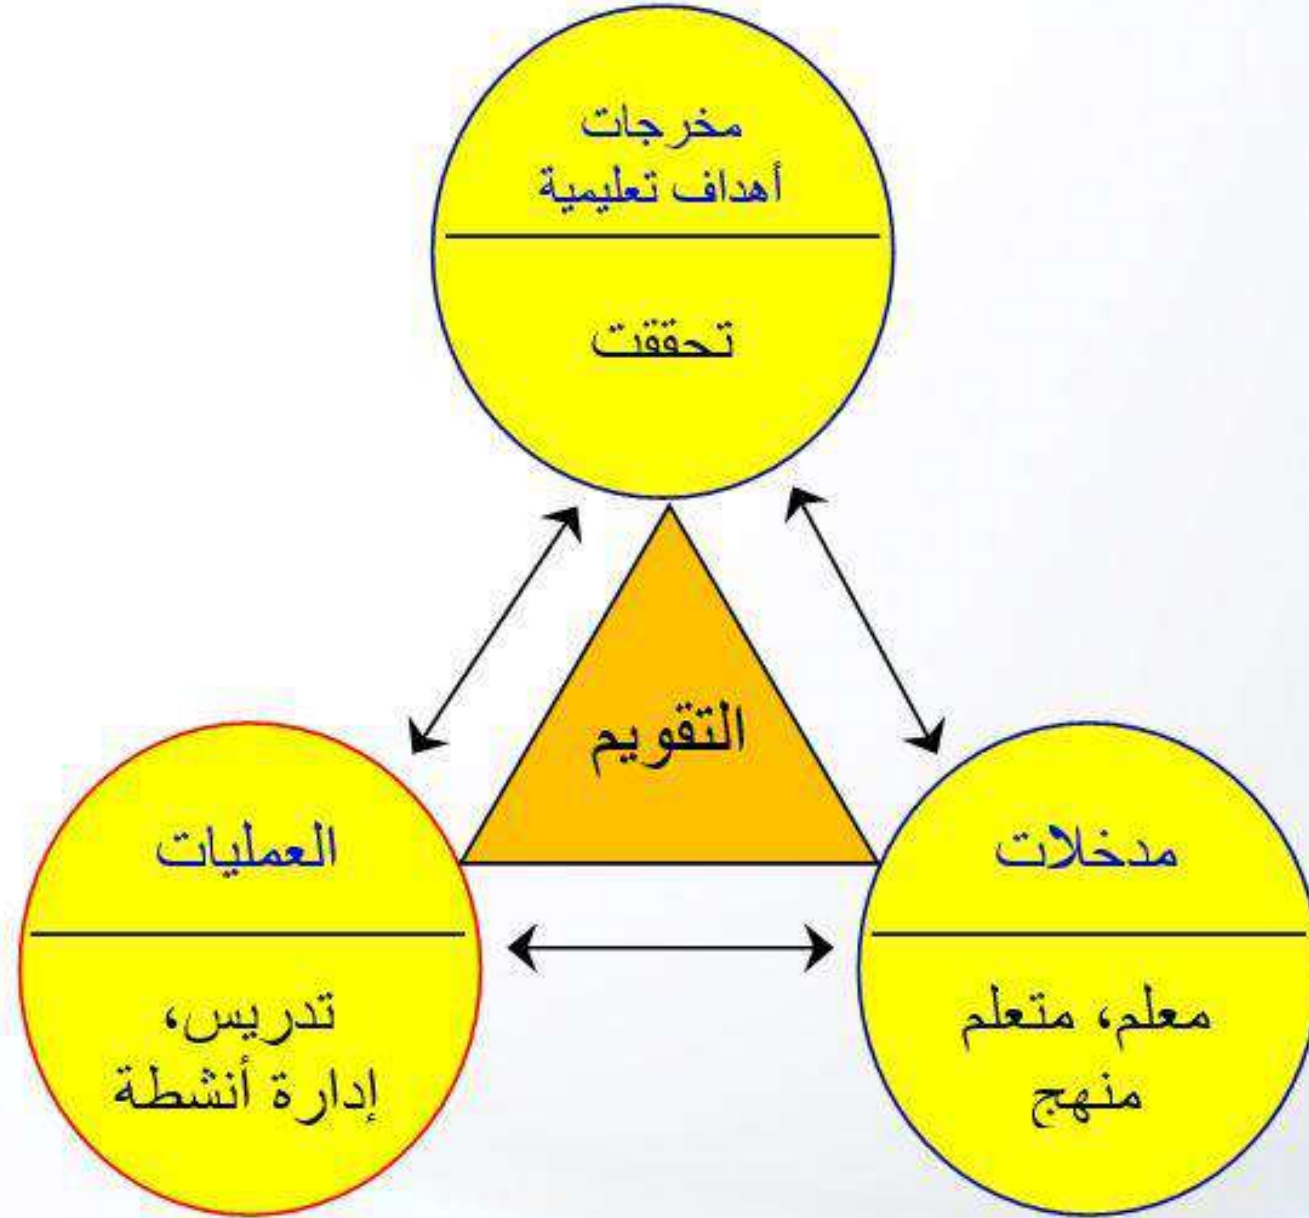 مخرجات
أهداف تعليمية
تحققت
التقويم
مدخلات
معلم، متعلم
منهج
العمليات
تدريس،
إدارة أنشطة